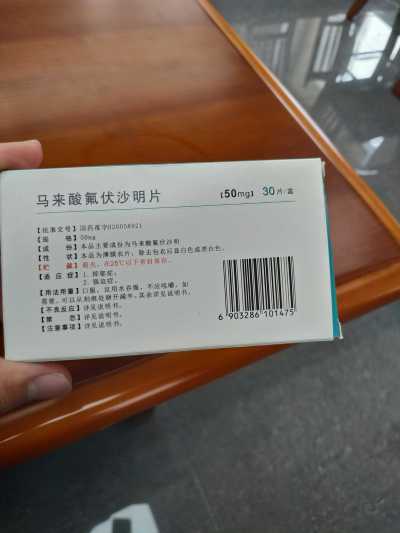 马来酸氟伏沙明片
【50mg】 30片/盒
【批准文号】国药准字H20058921
【规格】50mg
【成份】本品主要成份为马来酸氟伏沙明
【性状】本品为薄膜衣片，除去包衣后显白色或类白色。
【贮藏】避光，在25℃以下密封保存。
【适应症】1. 抑郁症；
2. 强迫症。
【用法用量】口服，宜用水吞服，不应咀嚼，如
需要，可以从刻痕处掰开减半，其余详见说明书。
【不良反应】详见说明书。
【禁忌】详见说明书。
【注意事项】详见说明书。
6 903286 101475